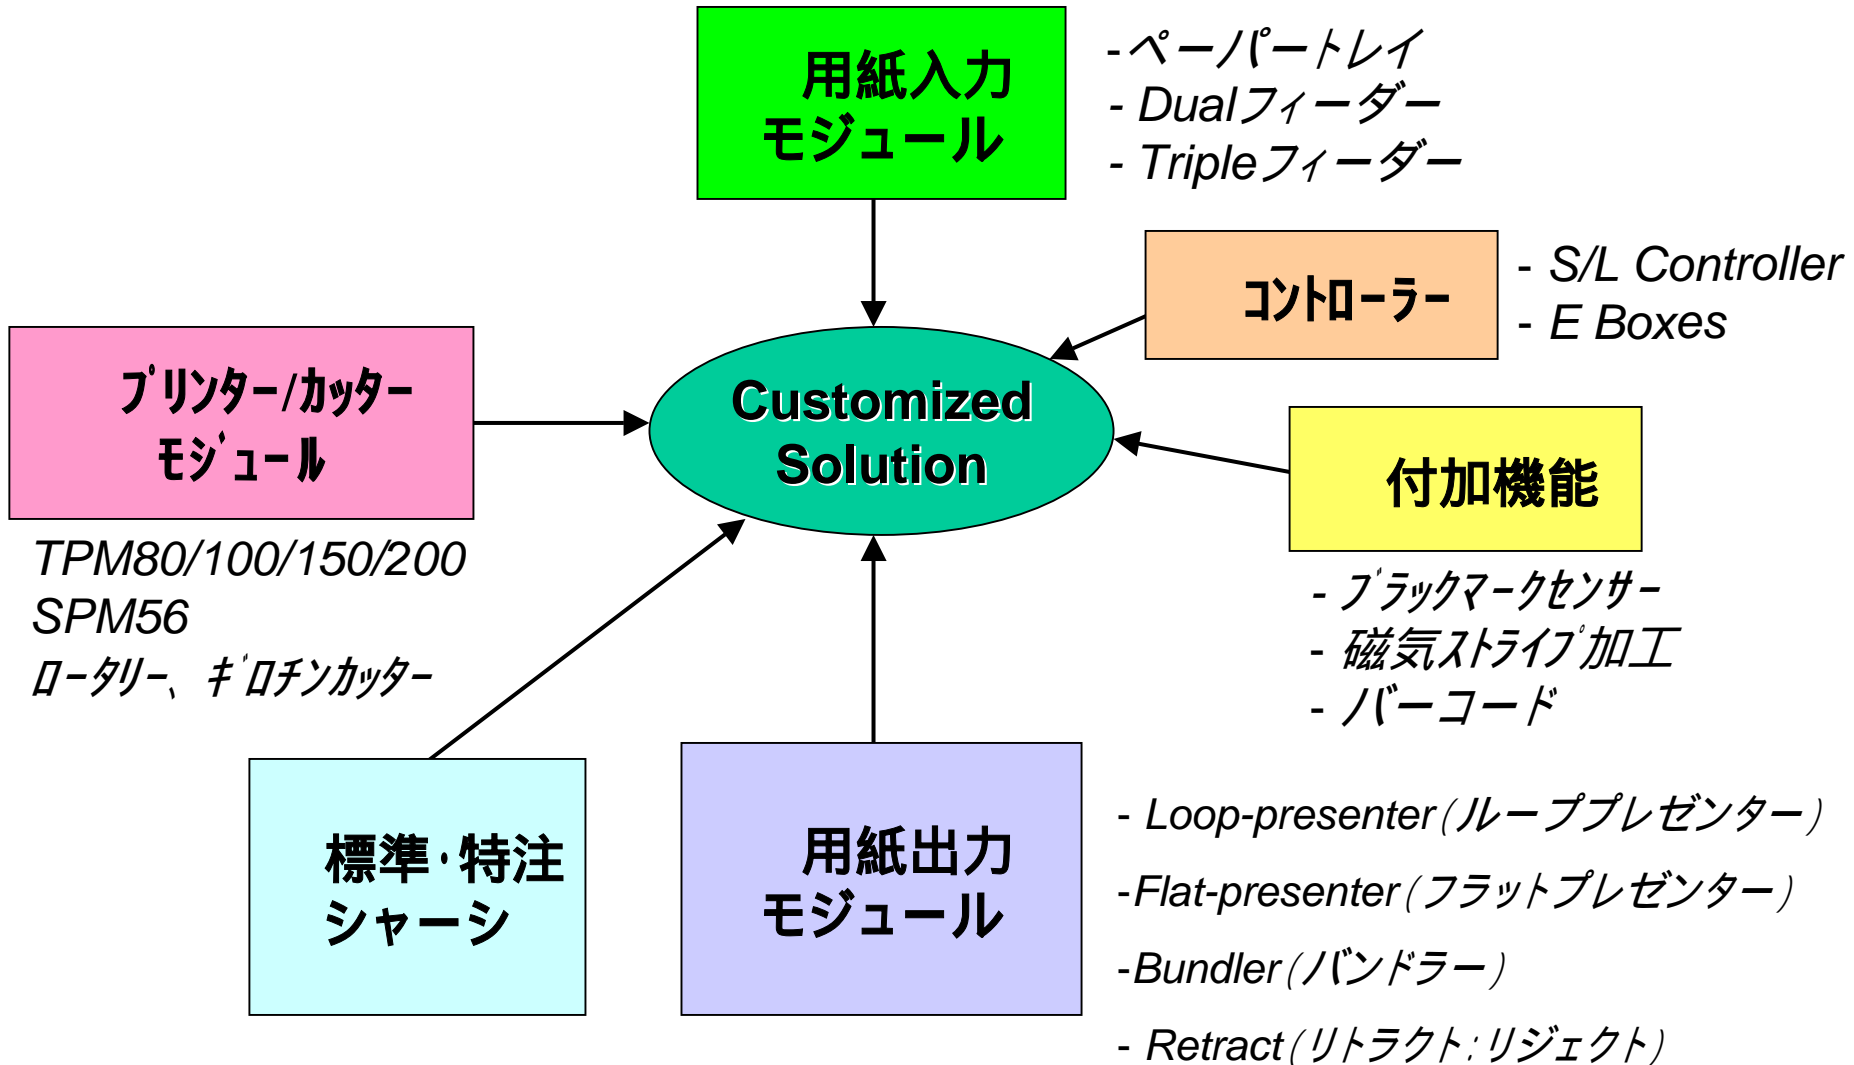 用紙入力
モジュール
-ペーパートレイ
- Dualフィーダー
- Tripleフィーダー
コントローラー
- S/L Controller
- E Boxes
プリンター/カッター
モジュール
Customized
Solution
付加機能
TPM80/100/150/200
SPM56
ロータリー、ギロチンカッター
- ブラックマークセンサー
- 磁気ストライプ加工
- バーコード
標準・特注
シャーシ
用紙出力
モジュール
- Loop-presenter(ループプレゼンター)
-Flat-presenter(フラットプレゼンター)
-Bundler(バンドラー)
- Retract(リトラクト:リジェクト)